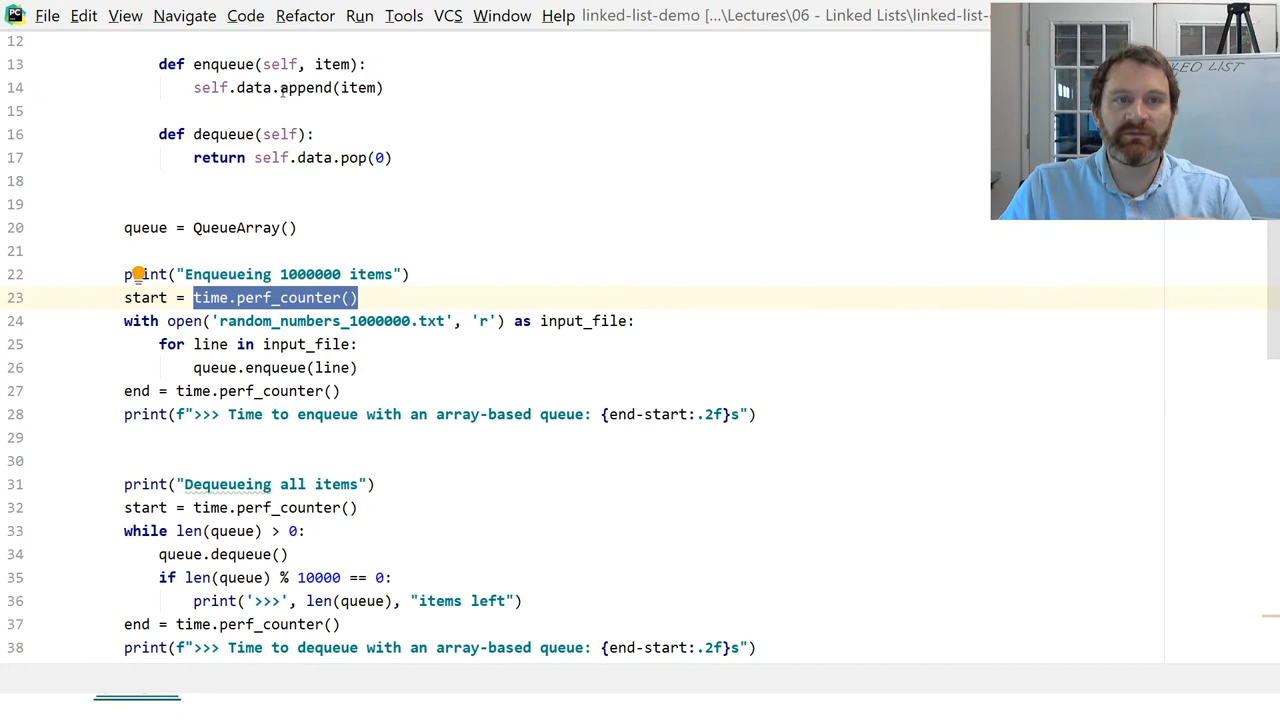 PC File Edit View Navigate Code Refactor Run Tools VCS Window Help linked-list-demo [...\Lectures\06 - Linked Lists\linked-list-
12
13 def enqueue(self, item):
14 self.data.append(item)
15
16 def dequeue(self):
17 return self.data.pop(0)
18
19
20 queue = QueueArray()
21
22 print("Enqueueing 1000000 items")
23 start = time.perf_counter()
24 with open('random_numbers_1000000.txt', 'r') as input_file:
25 for line in input_file:
26 queue.enqueue(line)
27 end = time.perf_counter()
28 print(f">>> Time to enqueue with an array-based queue: {end-start:.2f}s")
29
30
31 print("Dequeueing all items")
32 start = time.perf_counter()
33 while len(queue) > 0:
34 queue.dequeue()
35 if len(queue) % 10000 == 0:
36 print('>>>', len(queue), "items left")
37 end = time.perf_counter()
38 print(f">>> Time to dequeue with an array-based queue: {end-start:.2f}s")
LIST